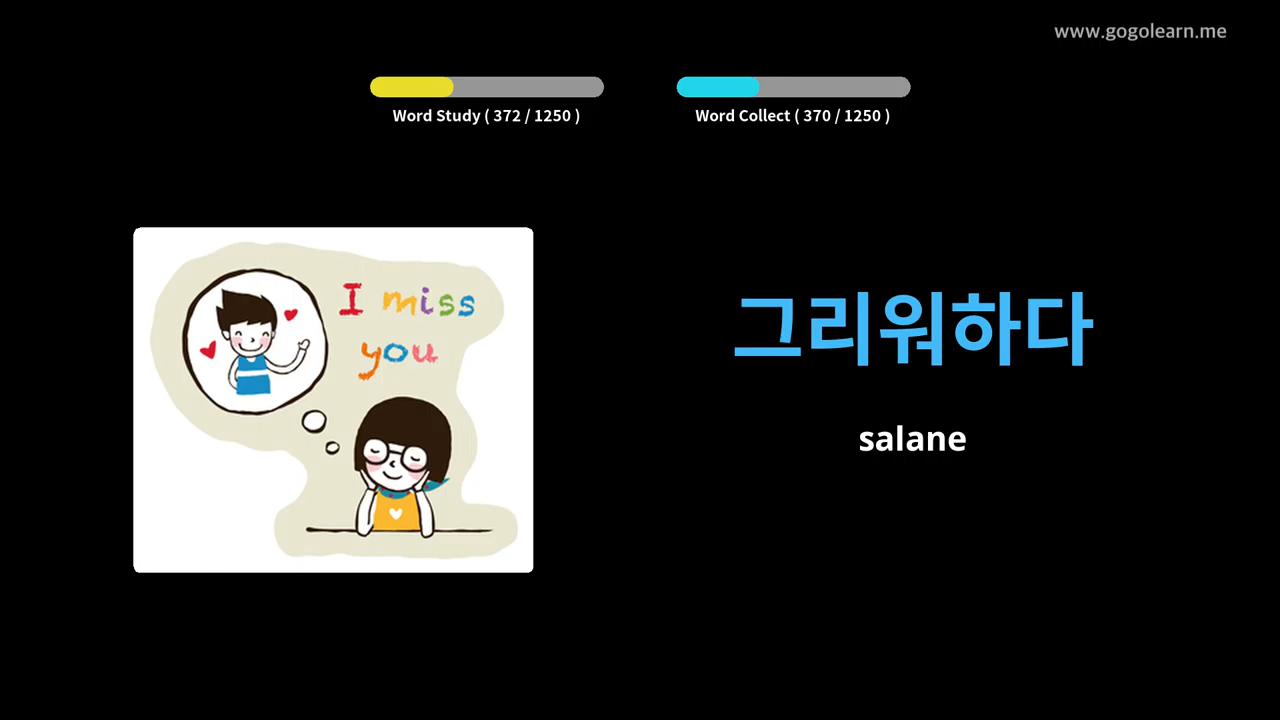 www.gogolearn.me
Word Study ( 372 / 1250 )
Word Collect ( 370 / 1250 )
I miss
you
그리워하다
salane